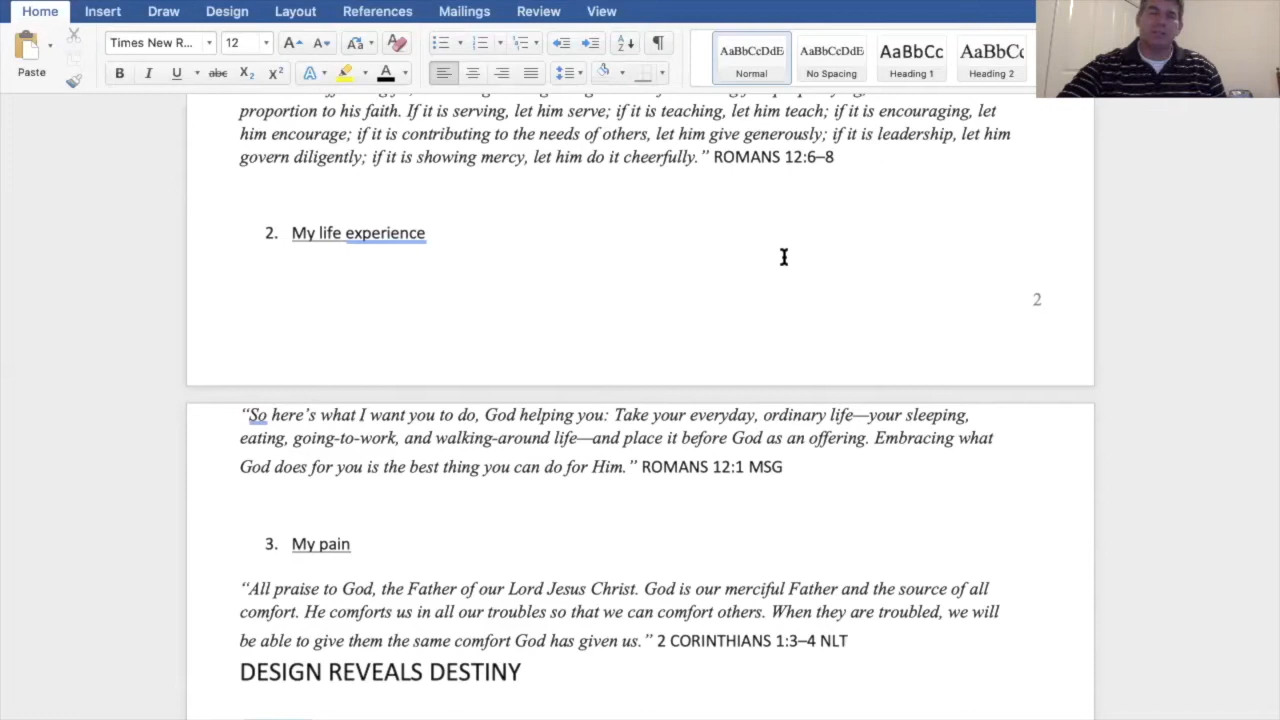 Home Insert Draw Design Layout References Mailings Review View
Times New R... 12
Paste
AaBbCcDdE AaBbCcDdE AaBbCc AaBbCc
Normal No Spacing Heading 1 Heading 2
proportion to his faith. If it is serving, let him serve; if it is teaching, let him teach; if it is encouraging, let
him encourage; if it is contributing to the needs of others, let him give generously; if it is leadership, let him
govern diligently; if it is showing mercy, let him do it cheerfully.” ROMANS 12:6–8
2. My life experience
2
“So here’s what I want you to do, God helping you: Take your everyday, ordinary life—your sleeping,
eating, going-to-work, and walking-around life—and place it before God as an offering. Embracing what
God does for you is the best thing you can do for Him.” ROMANS 12:1 MSG
3. My pain
“All praise to God, the Father of our Lord Jesus Christ. God is our merciful Father and the source of all
comfort. He comforts us in all our troubles so that we can comfort others. When they are troubled, we will
be able to give them the same comfort God has given us.” 2 CORINTHIANS 1:3–4 NLT
DESIGN REVEALS DESTINY